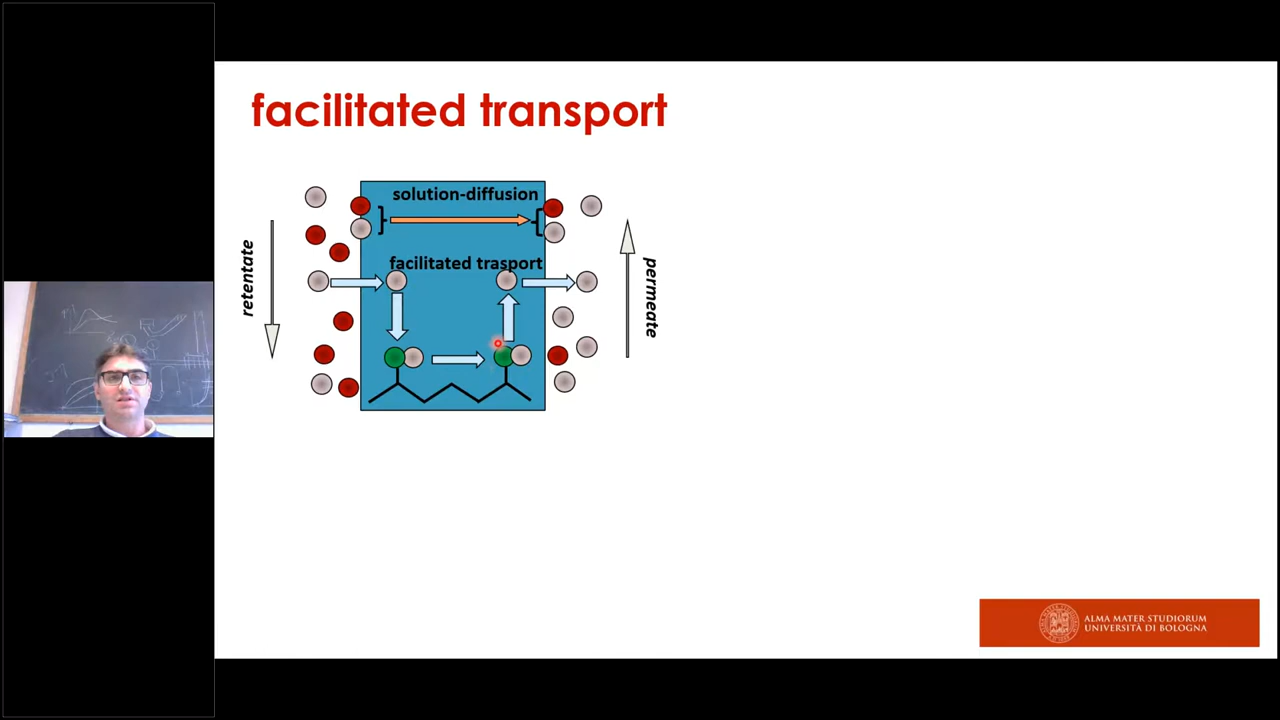 facilitated transport
solution-diffusion
facilitated trasport
retentate
permeate
ALMA MATER STUDIORUM
UNIVERSITÀ DI BOLOGNA